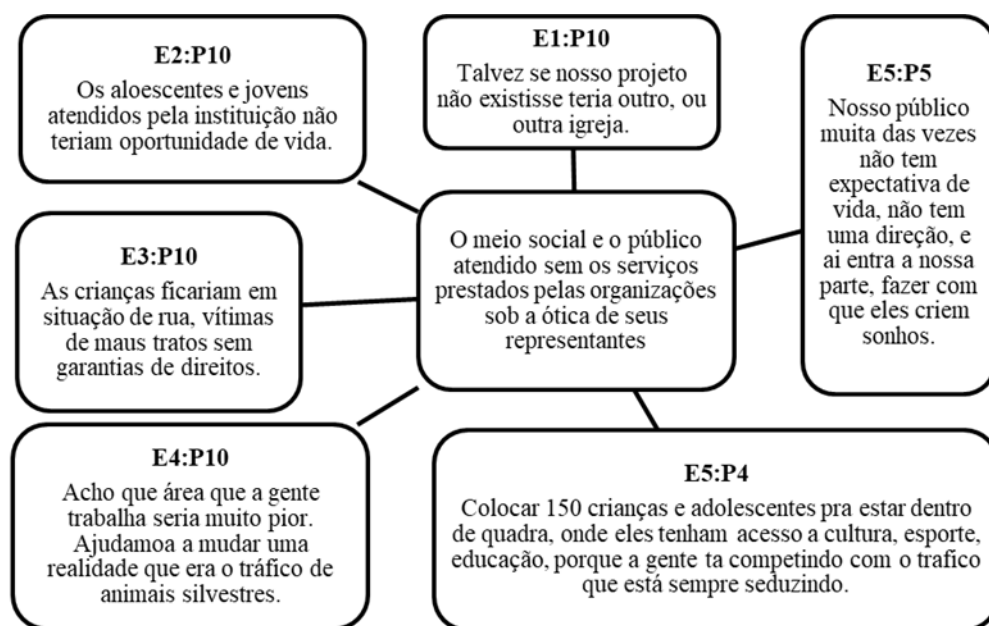 E2:P10
Os aloescentes e jovens
atendidos pela instituição não
teriam oportunidade de vida.
E1:P10
Talvez se nosso projeto
não existisse teria outro, ou
outra igreja.
E5:P5
Nosso público
muita das vezes
não tem
expectativa de
vida, não tem
uma direção, e
ai entra a nossa
parte, fazer com
que eles criem
sonhos.
O meio social e o público
atendido sem os serviços
prestados pelas organizações
sob a ótica de seus
representantes
E3:P10
As crianças ficariam em
situação de rua, vítimas
de maus tratos sem
garantias de direitos.
E4:P10
Acho que área que a gente
trabalha seria muito pior.
Ajudamoa a mudar uma
realidade que era o tráfico de
animais silvestres.
E5:P4
Colocar 150 crianças e adolescentes pra estar dentro
de quadra, onde eles tenham acesso a cultura, esporte,
educação, porque a gente ta competindo com o trafico
que está sempre seduzindo.